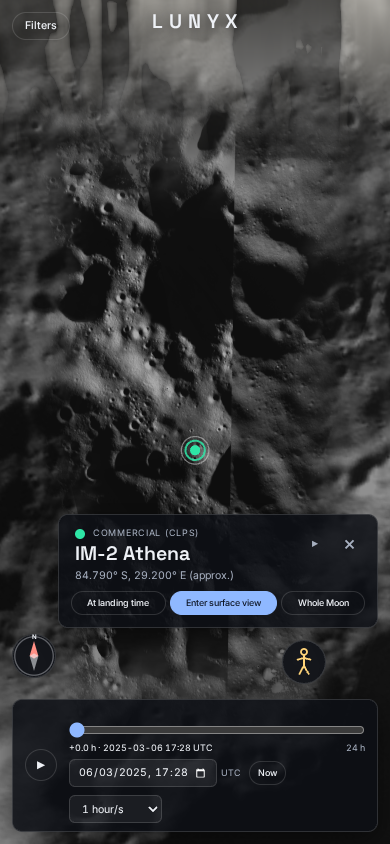 Filters
LUNYX
COMMERCIAL (CLPS)
IM-2 Athena
84.790° S, 29.200° E (approx.)
At landing time
Enter surface view
Whole Moon
N
+0.0 h · 2025-03-06 17:28 UTC
24 h
06/03/2025, 17:28
UTC
Now
1 hour/s